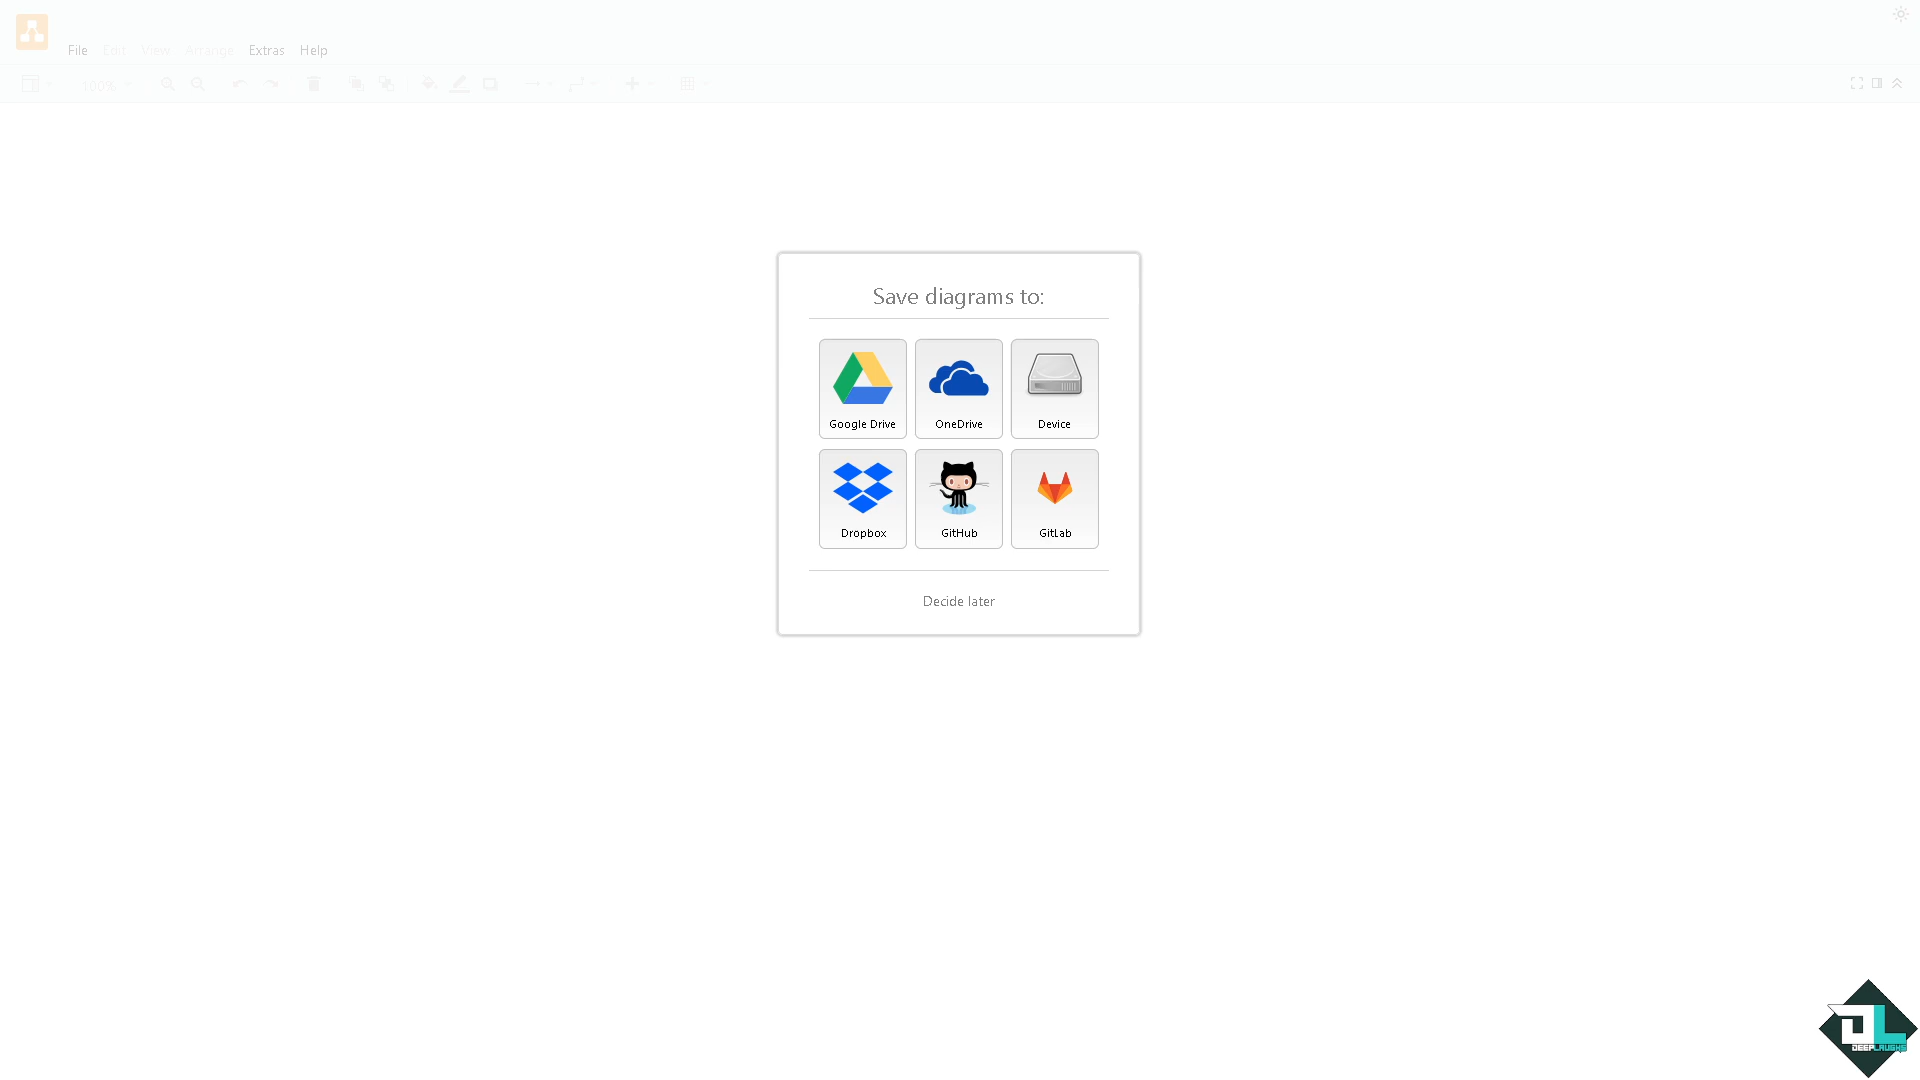 File Edit View Arrange Extras Help
100%
Save diagrams to:
Google Drive OneDrive Device
Dropbox GitHub GitLab
Decide later
DEEPLAUGHS